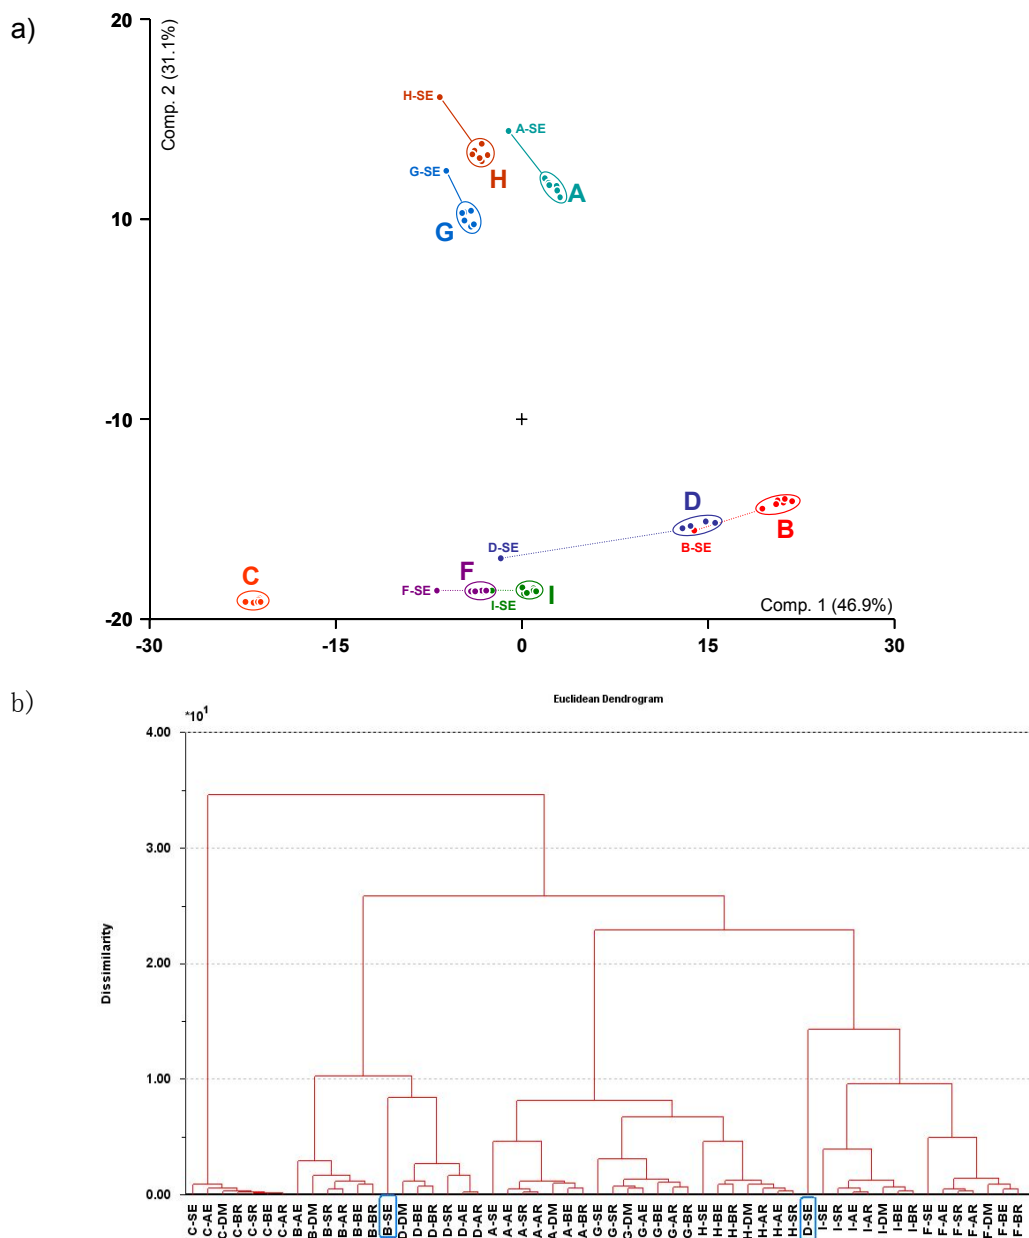 a)
20
Comp. 2 (31.1%)
H-SE
A-SE
G-SE
H
A
G
10
-10
D
B
D-SE
B-SE
F
C
F-SE
I
I-SE
Comp. 1 (46.9%)
-20
-30
-15
0
15
30
b)
Euclidean Dendrogram
*10¹
4.00
3.00
2.00
1.00
0.00
Dissimilarity
C-SE
C-AE
C-DM
C-BR
C-SR
C-BE
C-AR
B-AE
B-DM
B-SR
B-AR
B-BE
B-BR
B-SE
D-DM
D-BE
D-BR
D-SR
D-AE
D-AR
A-SE
A-AE
A-SR
A-AR
A-DM
A-BE
A-BR
G-SE
G-SR
G-DM
G-AE
G-BE
G-AR
G-BR
H-SE
H-BE
H-BR
H-DM
H-AR
H-AE
H-SR
D-SE
I-SE
I-SR
I-AE
I-AR
I-DM
I-BE
I-BR
F-SE
F-AE
F-SR
F-AR
F-DM
F-BE
F-BR